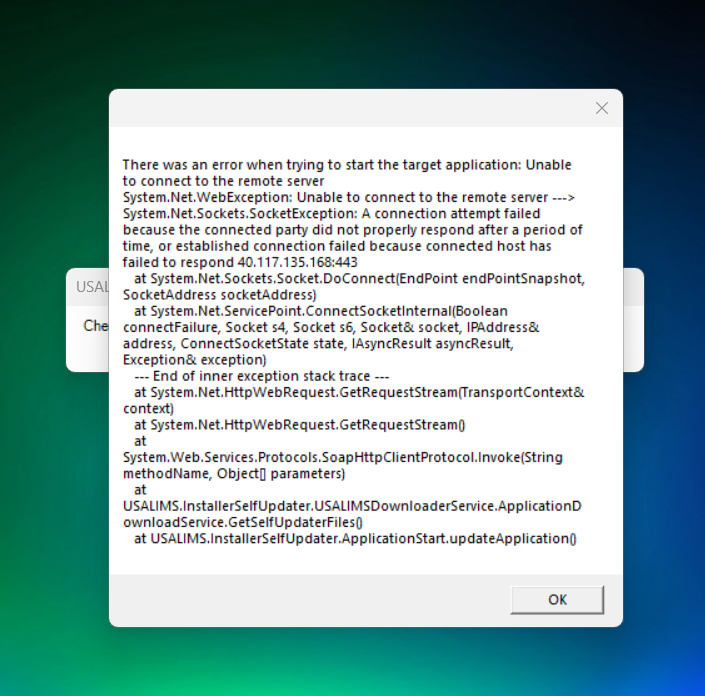 There was an error when trying to start the target application: Unable
to connect to the remote server
System.Net.WebException: Unable to connect to the remote server --->
System.Net.Sockets.SocketException: A connection attempt failed
because the connected party did not properly respond after a period of
time, or established connection failed because connected host has
failed to respond 40.117.135.168:443
at System.Net.Sockets.Socket.DoConnect(EndPoint endPointSnapshot,
SocketAddress socketAddress)
at System.Net.ServicePoint.ConnectSocketInternal(Boolean
connectFailure, Socket s4, Socket s6, Socket& socket, IPAddress&
address, ConnectSocketState state, IAsyncResult asyncResult,
Exception& exception)
--- End of inner exception stack trace ---
at System.Net.HttpWebRequest.GetRequestStream(TransportContext&
context)
at System.Net.HttpWebRequest.GetRequestStream()
at
System.Web.Services.Protocols.SoapHttpClientProtocol.Invoke(String
methodName, Object[] parameters)
at
USALIMS.InstallerSelfUpdater.USALIMSDownloaderService.ApplicationD
ownloadService.GetSelfUpdaterFiles()
at USALIMS.InstallerSelfUpdater.ApplicationStart.updateApplication()
OK
USAL
Che